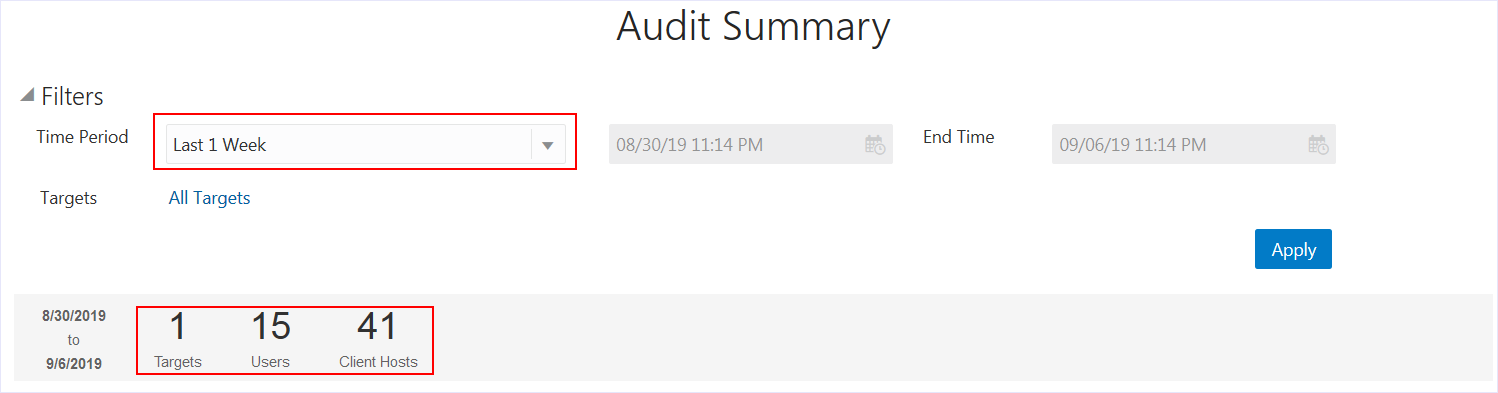 Audit Summary
Filters
Time Period Last 1 Week 08/30/19 11:14 PM End Time 09/06/19 11:14 PM
Targets All Targets
Apply
8/30/2019
to
9/6/2019
1 15 41
Targets Users Client Hosts